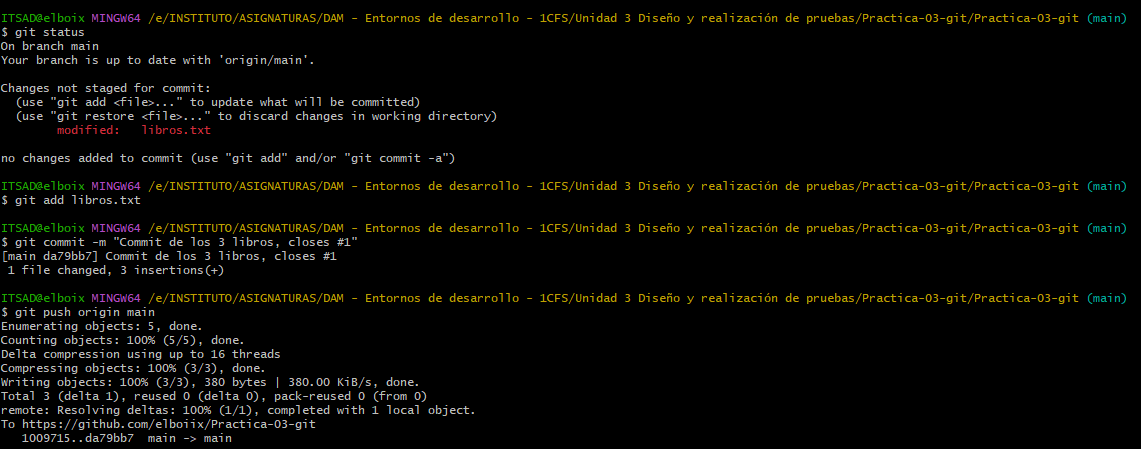 ITSAD@elboix MINGW64 /e/INSTITUTO/ASIGNATURAS/DAM - Entornos de desarrollo - 1CFS/Unidad 3 Diseño y realización de pruebas/Practica-03-git/Practica-03-git (main)
$ git status
On branch main
Your branch is up to date with 'origin/main'.
Changes not staged for commit:
  (use "git add <file>..." to update what will be committed)
  (use "git restore <file>..." to discard changes in working directory)
        modified:   libros.txt
no changes added to commit (use "git add" and/or "git commit -a")
ITSAD@elboix MINGW64 /e/INSTITUTO/ASIGNATURAS/DAM - Entornos de desarrollo - 1CFS/Unidad 3 Diseño y realización de pruebas/Practica-03-git/Practica-03-git (main)
$ git add libros.txt
ITSAD@elboix MINGW64 /e/INSTITUTO/ASIGNATURAS/DAM - Entornos de desarrollo - 1CFS/Unidad 3 Diseño y realización de pruebas/Practica-03-git/Practica-03-git (main)
$ git commit -m "Commit de los 3 libros, closes #1"
[main da79bb7] Commit de los 3 libros, closes #1
 1 file changed, 3 insertions(+)
ITSAD@elboix MINGW64 /e/INSTITUTO/ASIGNATURAS/DAM - Entornos de desarrollo - 1CFS/Unidad 3 Diseño y realización de pruebas/Practica-03-git/Practica-03-git (main)
$ git push origin main
Enumerating objects: 5, done.
Counting objects: 100% (5/5), done.
Delta compression using up to 16 threads
Compressing objects: 100% (3/3), done.
Writing objects: 100% (3/3), 380 bytes | 380.00 KiB/s, done.
Total 3 (delta 1), reused 0 (delta 0), pack-reused 0 (from 0)
remote: Resolving deltas: 100% (1/1), completed with 1 local object.
To https://github.com/elboiix/Practica-03-git
   1009715..da79bb7  main -> main